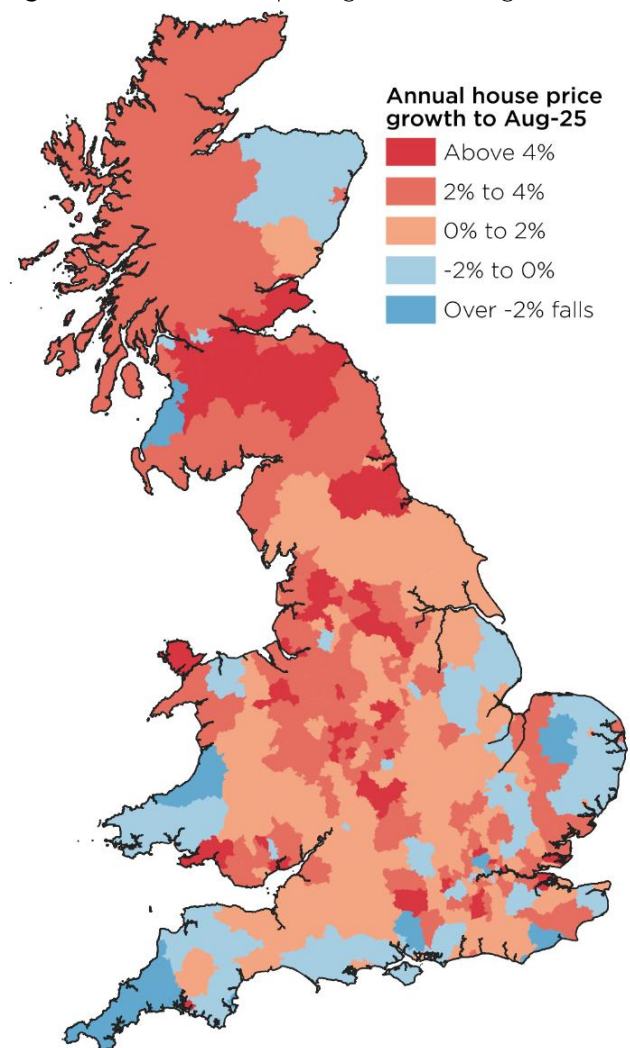 Annual house price
growth to Aug-25
Above 4%
2% to 4%
0% to 2%
-2% to 0%
Over -2% falls